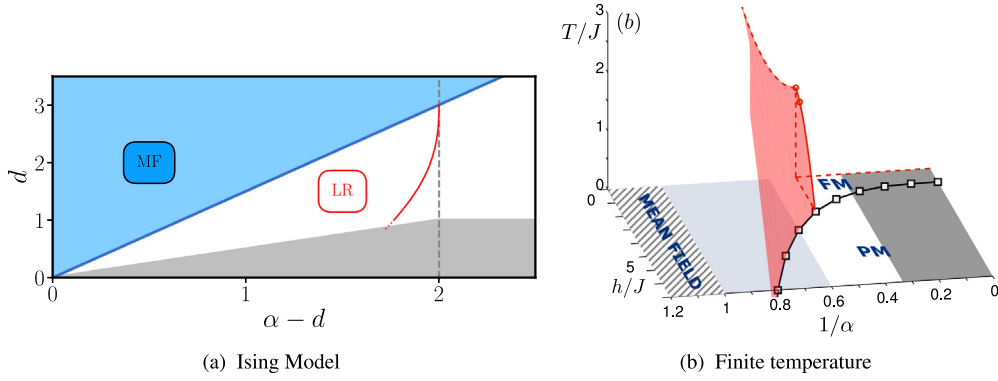 3
2
1
0
d
MF
LR
0
1
2
α − d
(a) Ising Model
(b)
T/J
3
2
1
0
0
5
h/J
MEAN FIELD
FM
PM
1.2
1
0.8
0.6
0.4
0.2
0
1/α
(b) Finite temperature